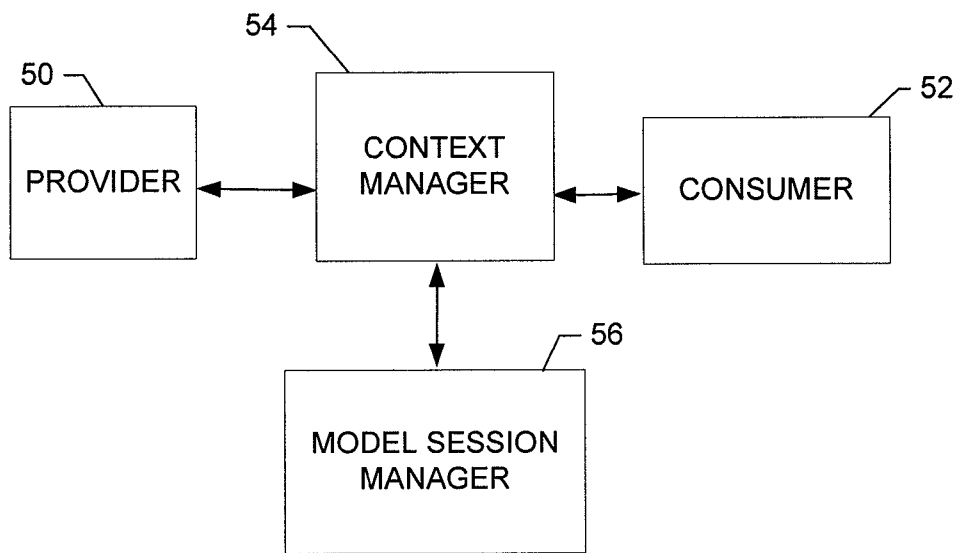 54
50
52
CONTEXT
MANAGER
PROVIDER
CONSUMER
56
MODEL SESSION
MANAGER